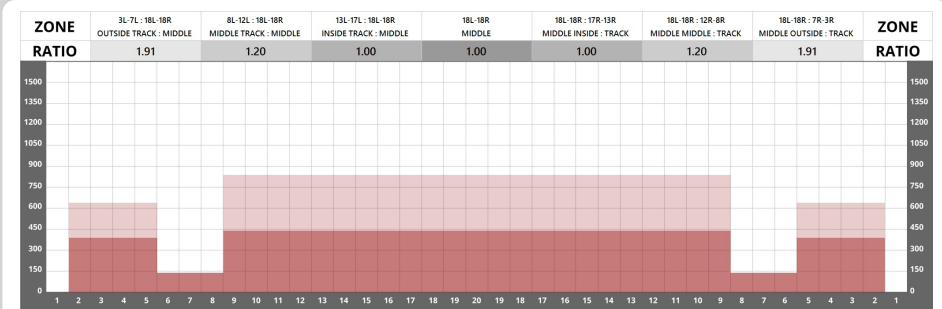 ZONE 3L-7L : 18L-18R 8L-12L : 18L-18R 13L-17L : 18L-18R 18L-18R 18L-18R : 17R-13R 18L-18R : 12R-8R 18L-18R : 7R-3R ZONE
OUTSIDE TRACK : MIDDLE MIDDLE TRACK : MIDDLE INSIDE TRACK : MIDDLE MIDDLE MIDDLE INSIDE : TRACK MIDDLE MIDDLE : TRACK MIDDLE OUTSIDE : TRACK
RATIO 1.91 1.20 1.00 1.00 1.00 1.20 1.91 RATIO
1500 1500
1350 1350
1200 1200
1050 1050
900 900
750 750
600 600
450 450
300 300
150 150
0 0
1 2 3 4 5 6 7 8 9 10 11 12 13 14 15 16 17 18 19 20 19 18 17 16 15 14 13 12 11 10 9 8 7 6 5 4 3 2 1